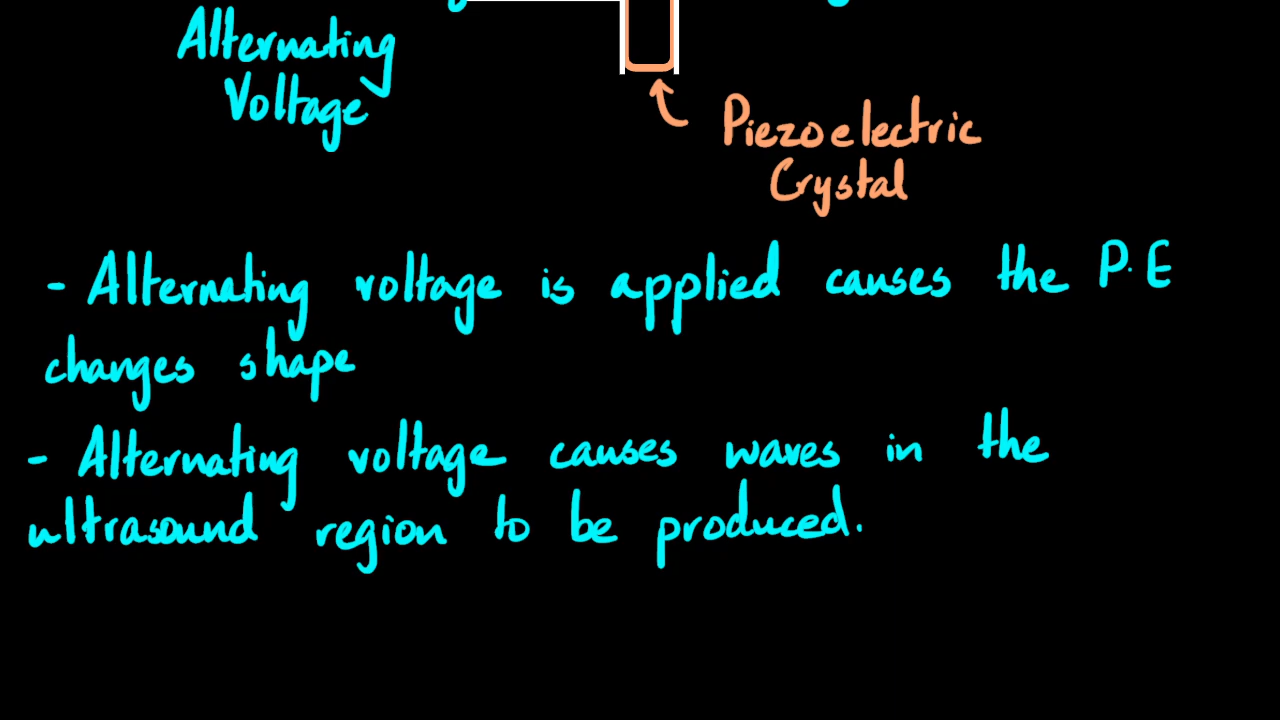 Alternating
Voltage
Piezoelectric
Crystal
- Alternating voltage is applied causes the P.E
changes shape
- Alternating voltage causes waves in the
ultrasound region to be produced.